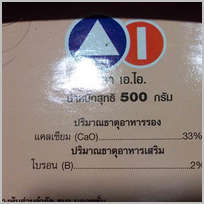 ตรา เอ.ไอ.
น้ำหนักสุทธิ 500 กรัม
ปริมาณธาตุอาหารรอง
แคลเซียม (CaO) 33%
ปริมาณธาตุอาหารเสริม
โบรอน (B) 2%